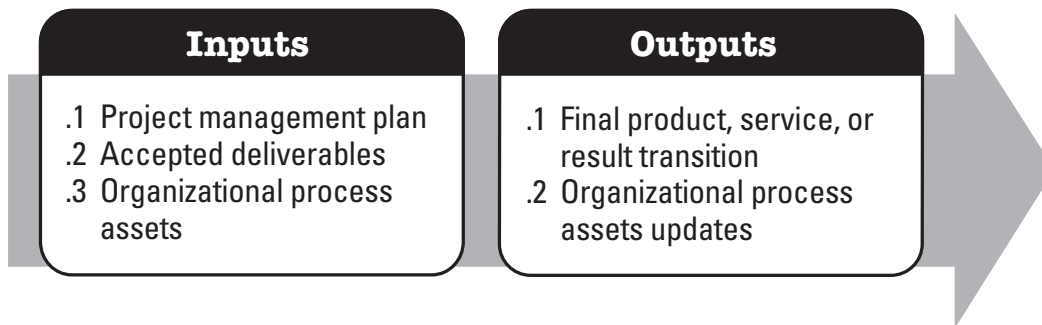 Inputs
.1 Project management plan
.2 Accepted deliverables
.3 Organizational process
assets
Outputs
.1 Final product, service, or
result transition
.2 Organizational process
assets updates